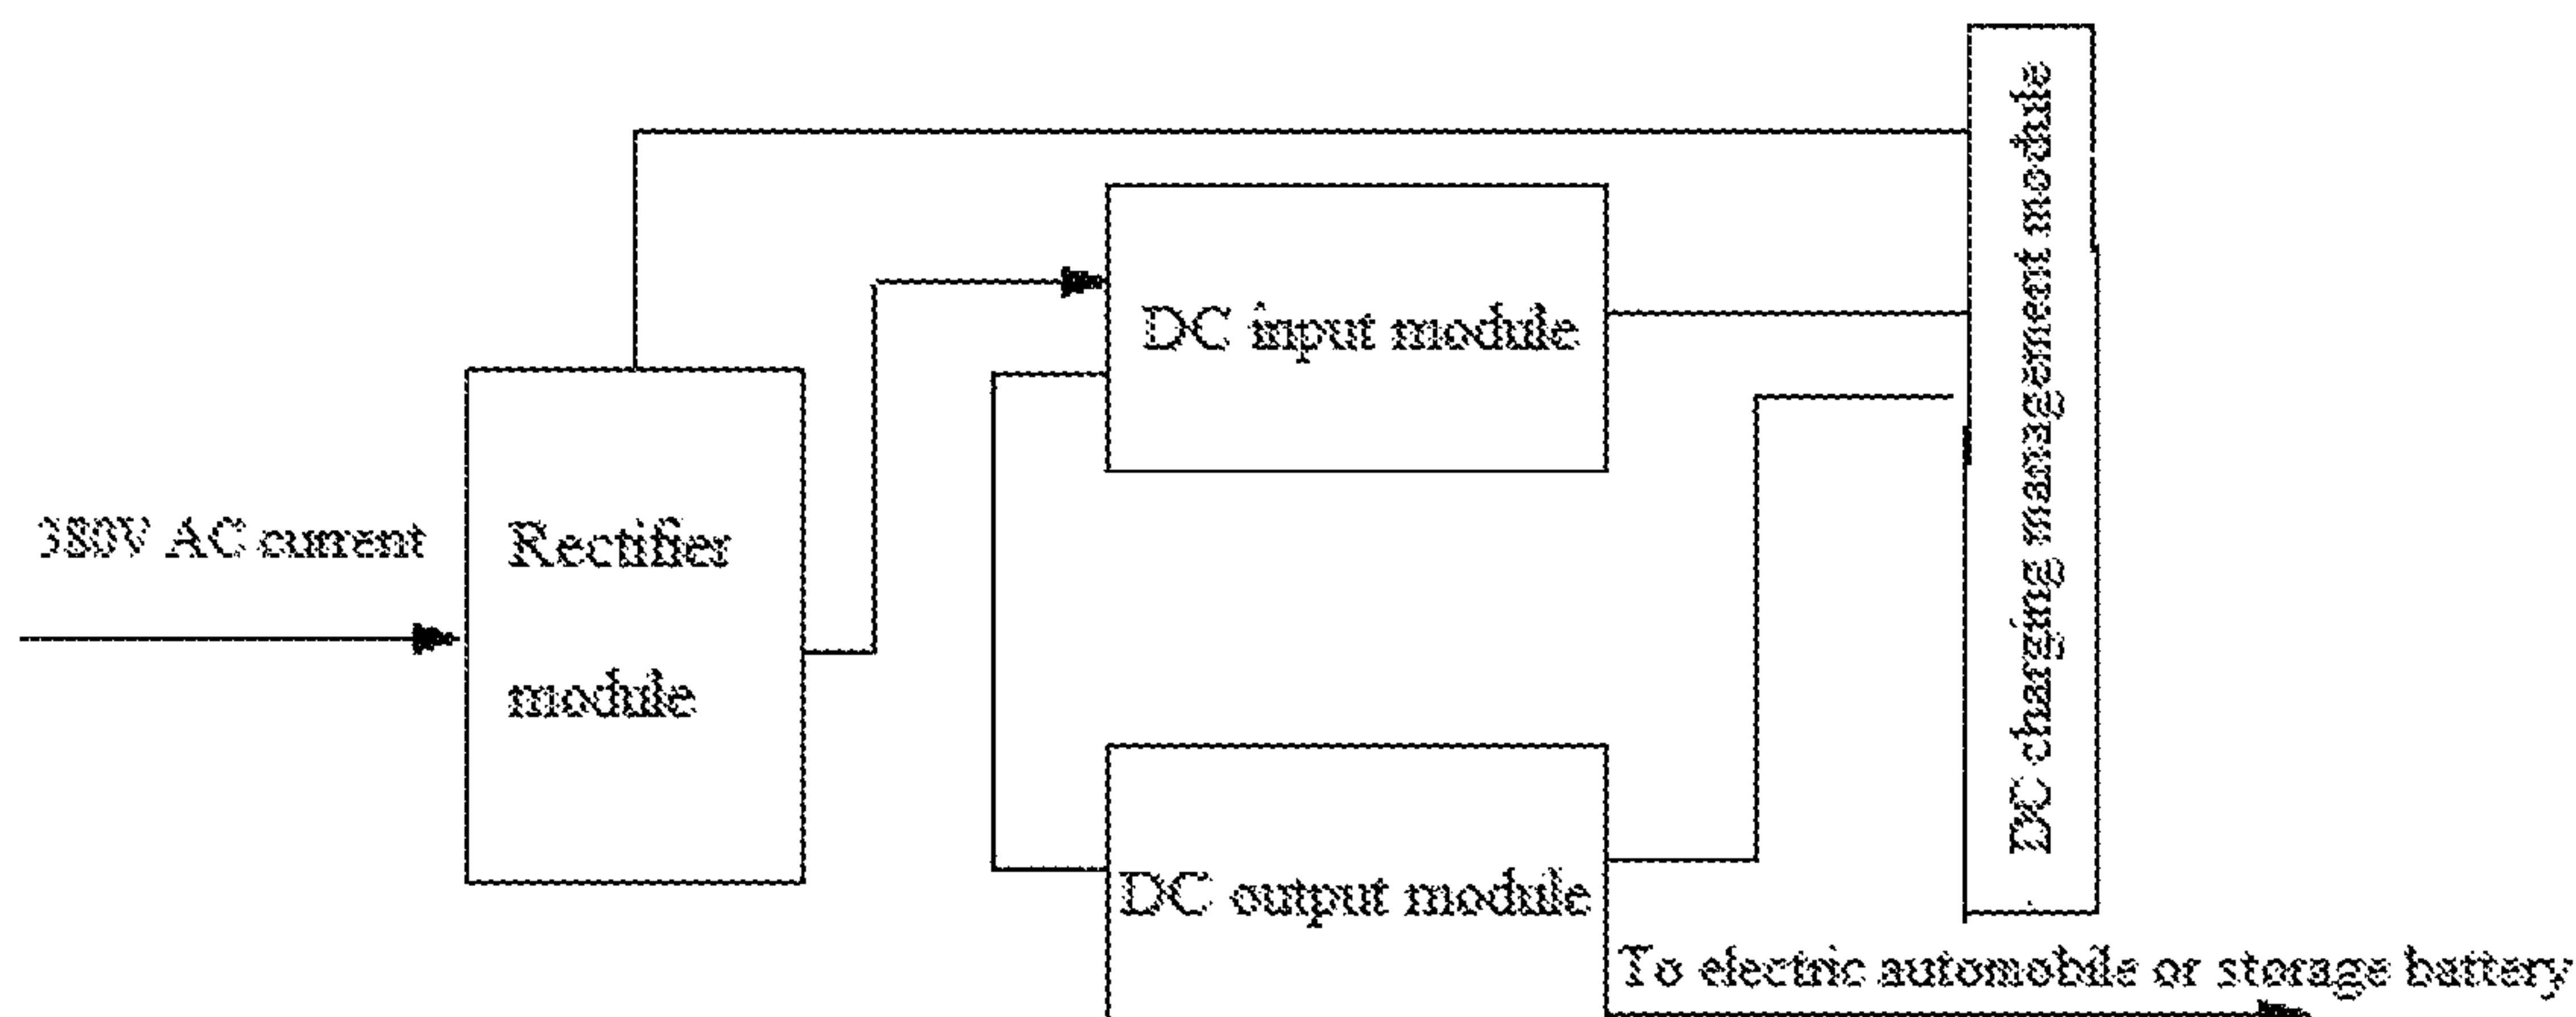 DC charging management module
DC input module
380V AC current
Rectifier
module
DC output module
To electric automobile or storage battery